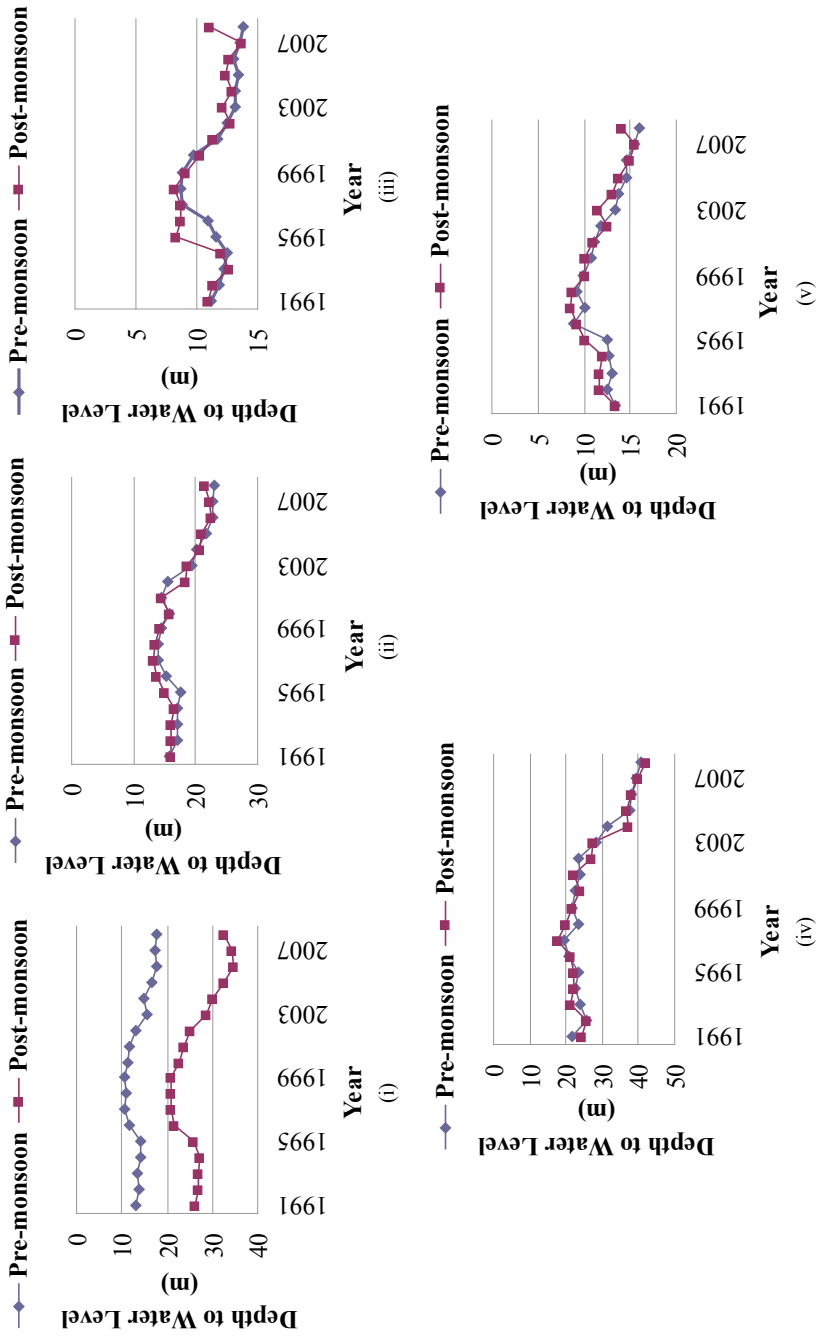 Pre-monsoon Post-monsoon
Depth to Water Level
(m)
0
10
20
30
40
1991 1995 1999 2003 2007
Year
(i)
Pre-monsoon Post-monsoon
Depth to Water Level
(m)
0
10
20
30
1991 1995 1999 2003 2007
Year
(ii)
Pre-monsoon Post-monsoon
Depth to Water Level
(m)
0
5
10
15
1991 1995 1999 2003 2007
Year
(iii)
Pre-monsoon Post-monsoon
Depth to Water Level
(m)
0
10
20
30
40
50
1991 1995 1999 2003 2007
Year
(iv)
Pre-monsoon Post-monsoon
Depth to Water Level
(m)
0
5
10
15
20
1991 1995 1999 2003 2007
Year
(v)